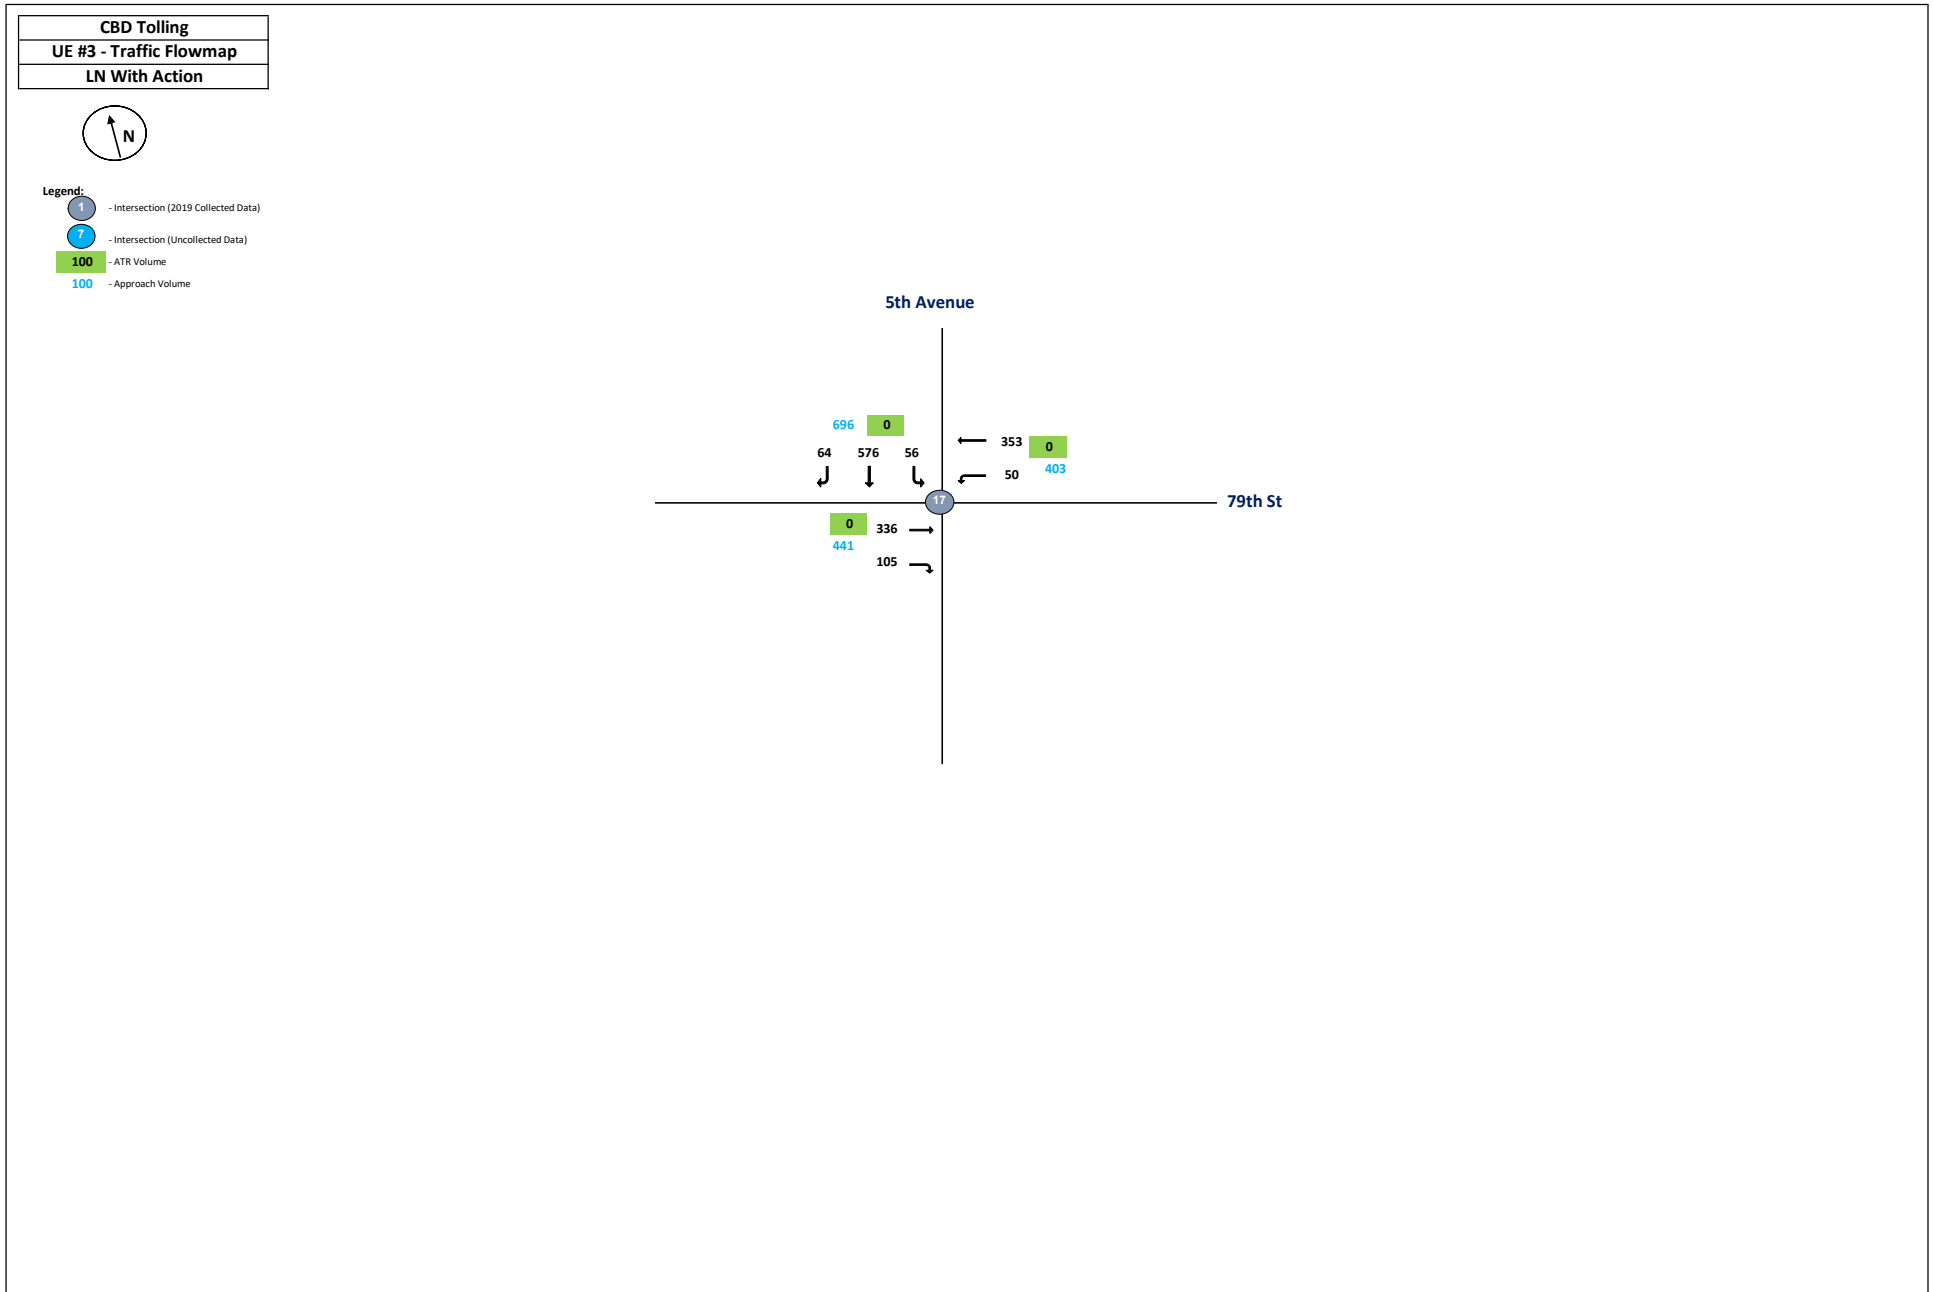 CBD Tolling
UE #3 - Traffic Flowmap
LN With Action
N
Legend:
1 - Intersection (2019 Collected Data)
7 - Intersection (Uncollected Data)
100 - ATR Volume
100 - Approach Volume
5th Avenue
696 0
64 576 56
353 0
50 403
17
79th St
0 336
441
105